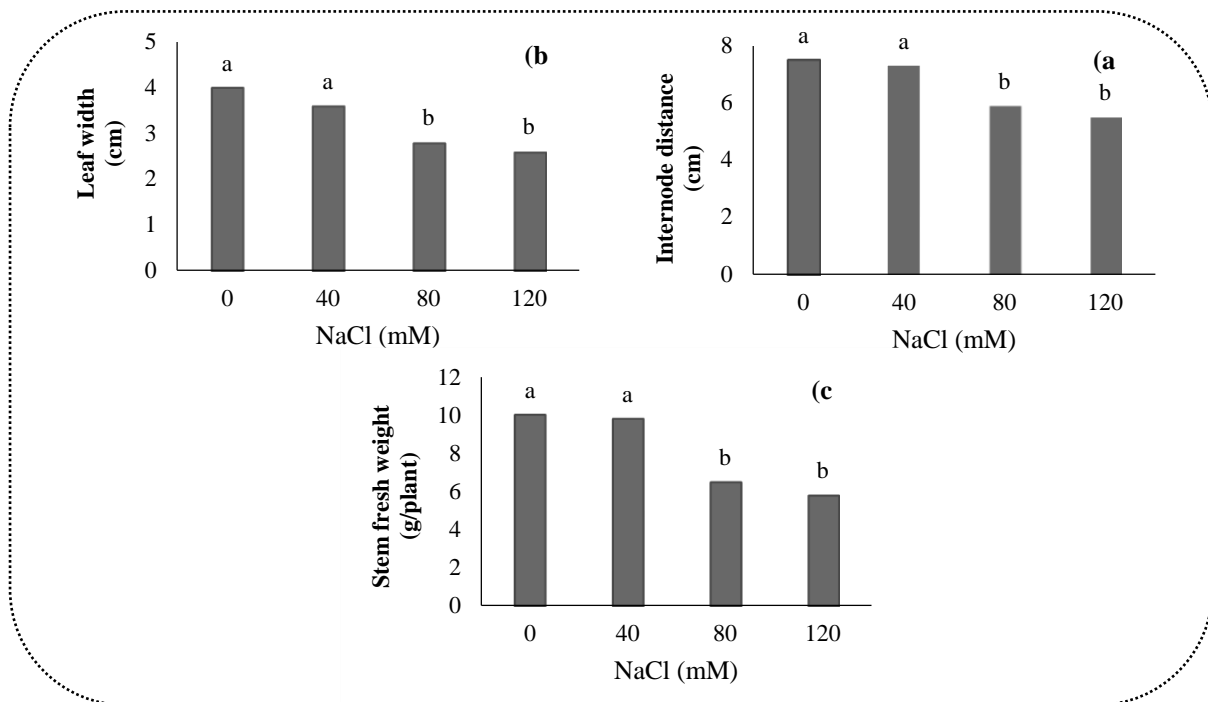 (b
Leaf width
(cm)
5
4
3
2
1
0
a
a
b
b
0 40 80 120
NaCl (mM)
(a
Internode distance
(cm)
8
6
4
2
0
a
a
b
b
0 40 80 120
NaCl (mM)
(c
Stem fresh weight
(g/plant)
12
10
8
6
4
2
0
a
a
b
b
0 40 80 120
NaCl (mM)